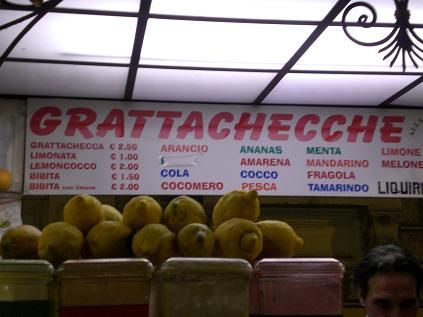 GRATTACHECCHE
GRATTACHECCA € 2.50 ARANCIO ANANAS MENTA LIMONE
LIMONATA € 1.00 AMARENA MANDARINO MELONE
LEMONCOCCO € 2.00 COLA COCCO FRAGOLA
BIBITA € 1.50 COCOMERO PESCA TAMARINDO
BIBITA con limone € 2.00